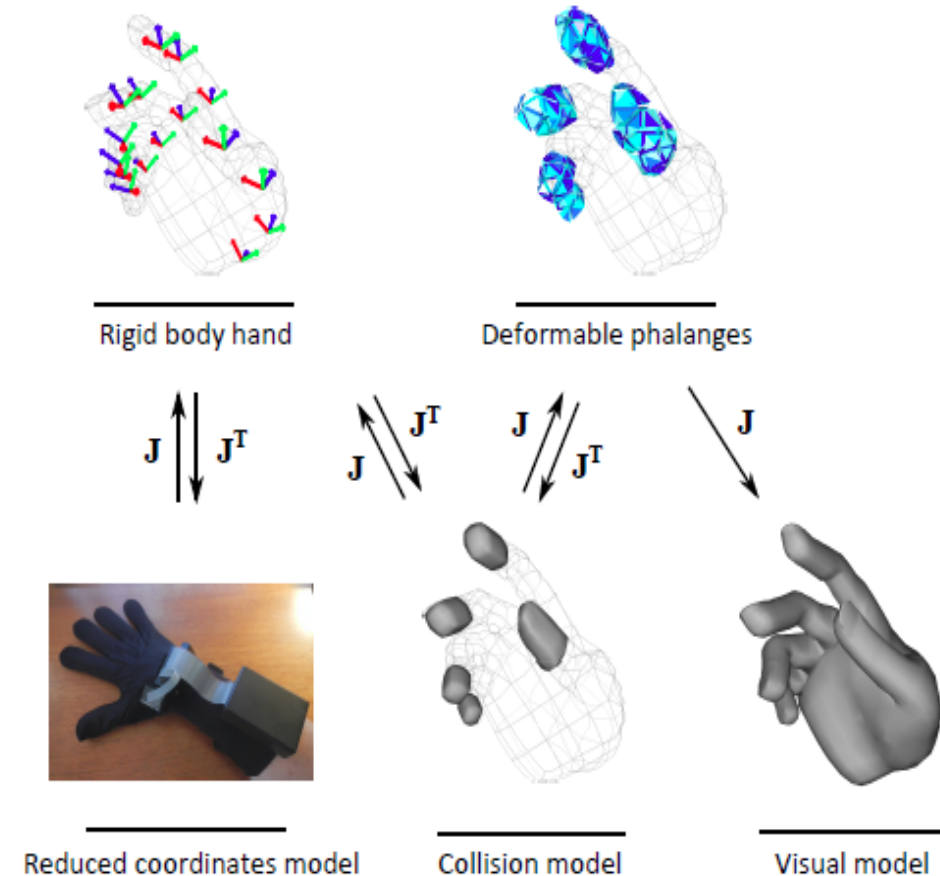 Rigid body hand
Deformable phalanges
J
J^T
J
J^T
J
J^T
J
Reduced coordinates model
Collision model
Visual model